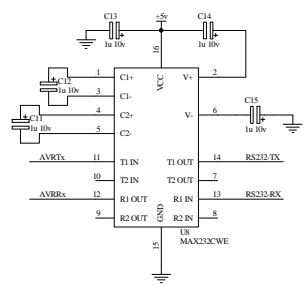 C13
+5v
C14
1u 10v
1u 10v
16
C12
1u 10v
1
C1+
VCC
V+
2
3
C1-
C11
1u 10v
4
C2+
V-
6
C15
1u 10v
5
C2-
AVRTx
11
T1 IN
T1 OUT
14
RS232-TX
10
T2 IN
T2 OUT
7
AVRRx
12
R1 OUT
R1 IN
13
RS232-RX
9
R2 OUT
R2 IN
8
GND
15
U8
MAX232CWE